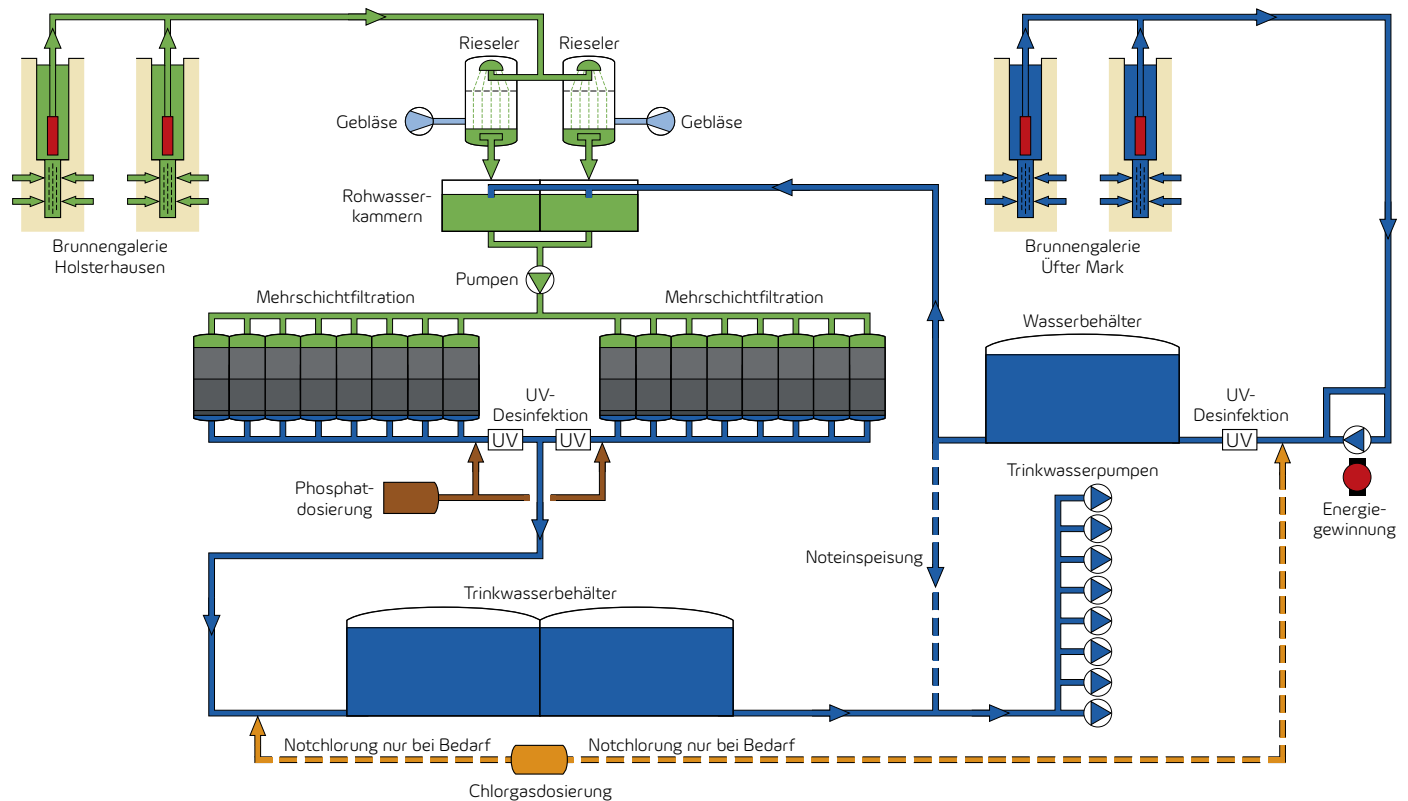 Rieseler
Rieseler
Gebläse
Gebläse
Rohwasser-
kammern
Brunnengalerie
Holsterhausen
Brunnengalerie
Üfter Mark
Pumpen
Mehrschichtfiltration
Mehrschichtfiltration
Wasserbehälter
UV-
Desinfektion
UV
UV
UV-
Desinfektion
UV
Phosphat-
dosierung
Trinkwasserpumpen
Energie-
gewinnung
Noteinspeisung
Trinkwasserbehälter
Notchlorung nur bei Bedarf
Notchlorung nur bei Bedarf
Chlorgasdosierung